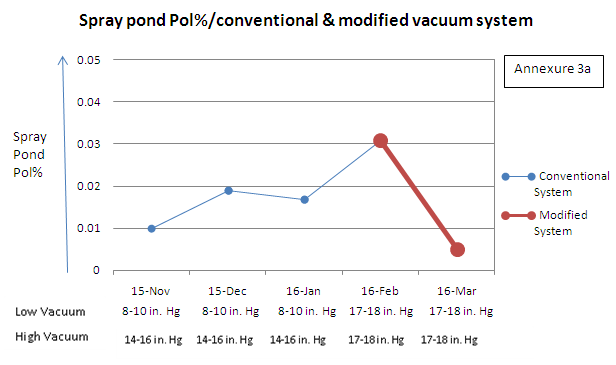 Spray pond Pol%/conventional & modified vacuum system
Annexure 3a
Spray
Pond
Pol%
0.05
0.04
0.03
0.02
0.01
0
Conventional
System
Modified
System
15-Nov 15-Dec 16-Jan 16-Feb 16-Mar
Low Vacuum 8-10 in. Hg 8-10 in. Hg 8-10 in. Hg 17-18 in. Hg 17-18 in. Hg
High Vacuum 14-16 in. Hg 14-16 in. Hg 14-16 in. Hg 17-18 in. Hg 17-18 in. Hg